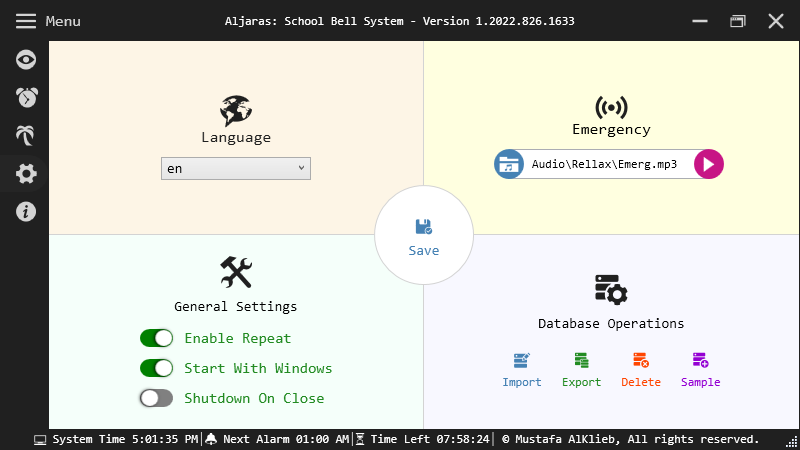 Menu
Aljaras: School Bell System - Version 1.2022.826.1633
Language
en
Emergency
Audio\Rellax\Emerg.mp3
Save
General Settings
Enable Repeat
Start With Windows
Shutdown On Close
Database Operations
Import Export Delete Sample
System Time 5:01:35 PM| Next Alarm 01:00 AM| Time Left 07:58:24| © Mustafa AlKlieb, All rights reserved.